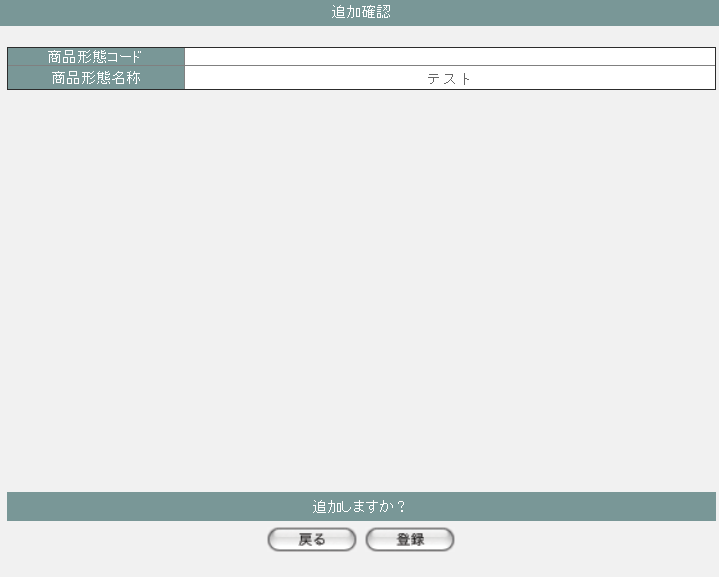 追加確認
商品形態コード
商品形態名称 テスト
追加しますか？
戻る 登録